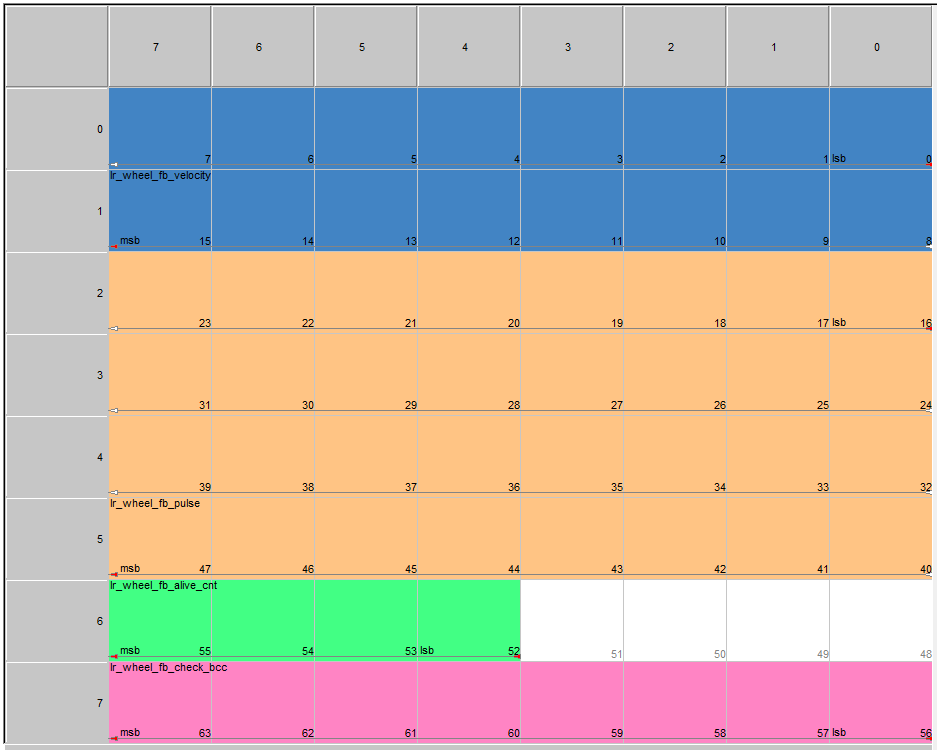 7 6 5 4 3 2 1 0
0
7 6 5 4 3 2 1 lsb 0
lr_wheel_fb_velocity
1
msb 15 14 13 12 11 10 9 8
2
23 22 21 20 19 18 17 lsb 16
3
31 30 29 28 27 26 25 24
4
39 38 37 36 35 34 33 32
lr_wheel_fb_pulse
5
msb 47 46 45 44 43 42 41 40
lr_wheel_fb_alive_cnt
6
msb 55 54 53 lsb 52 51 50 49 48
lr_wheel_fb_check_bcc
7
msb 63 62 61 60 59 58 57 lsb 56